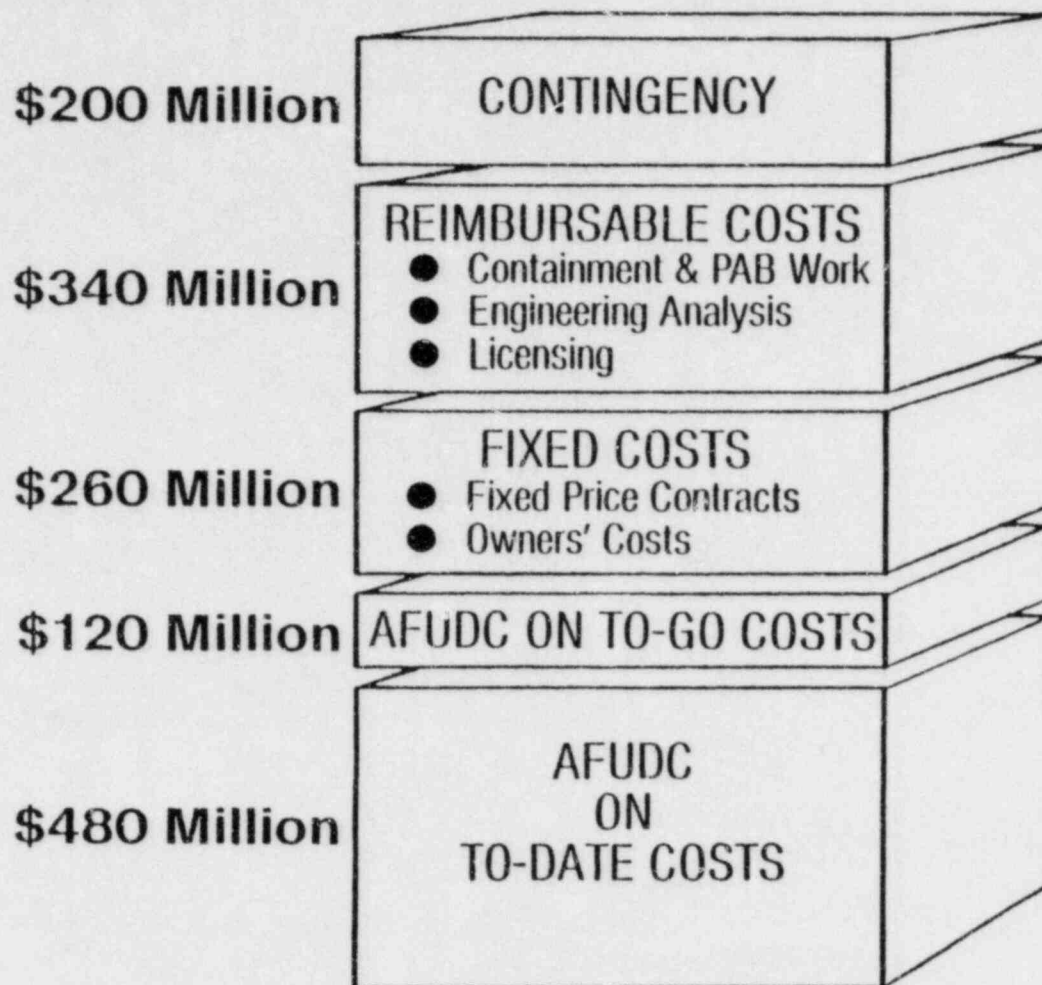 $200 Million
CONTINGENCY
$340 Million
REIMBURSABLE COSTS
● Containment & PAB Work
● Engineering Analysis
● Licensing
$260 Million
FIXED COSTS
● Fixed Price Contracts
● Owners' Costs
$120 Million
AFUDC ON TO-GO COSTS
$480 Million
AFUDC
ON
TO-DATE COSTS